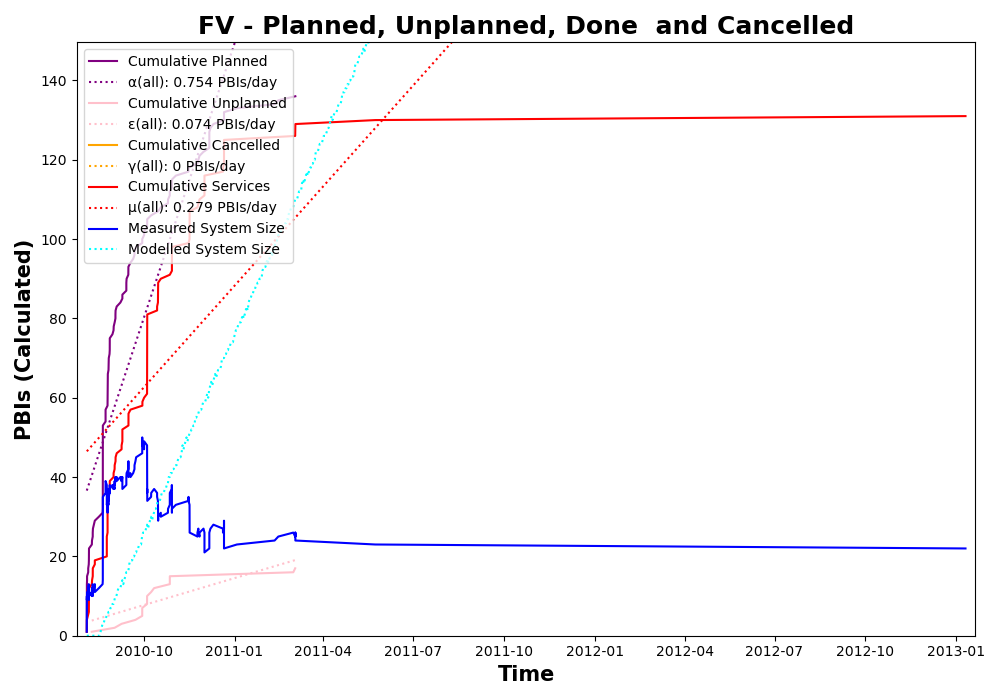 FV - Planned, Unplanned, Done  and Cancelled
PBIs (Calculated)
140
120
100
80
60
40
20
0
Cumulative Planned
α(all): 0.754 PBIs/day
Cumulative Unplanned
ε(all): 0.074 PBIs/day
Cumulative Cancelled
γ(all): 0 PBIs/day
Cumulative Services
μ(all): 0.279 PBIs/day
Measured System Size
Modelled System Size
2010-10 2011-01 2011-04 2011-07 2011-10 2012-01 2012-04 2012-07 2012-10 2013-01
Time